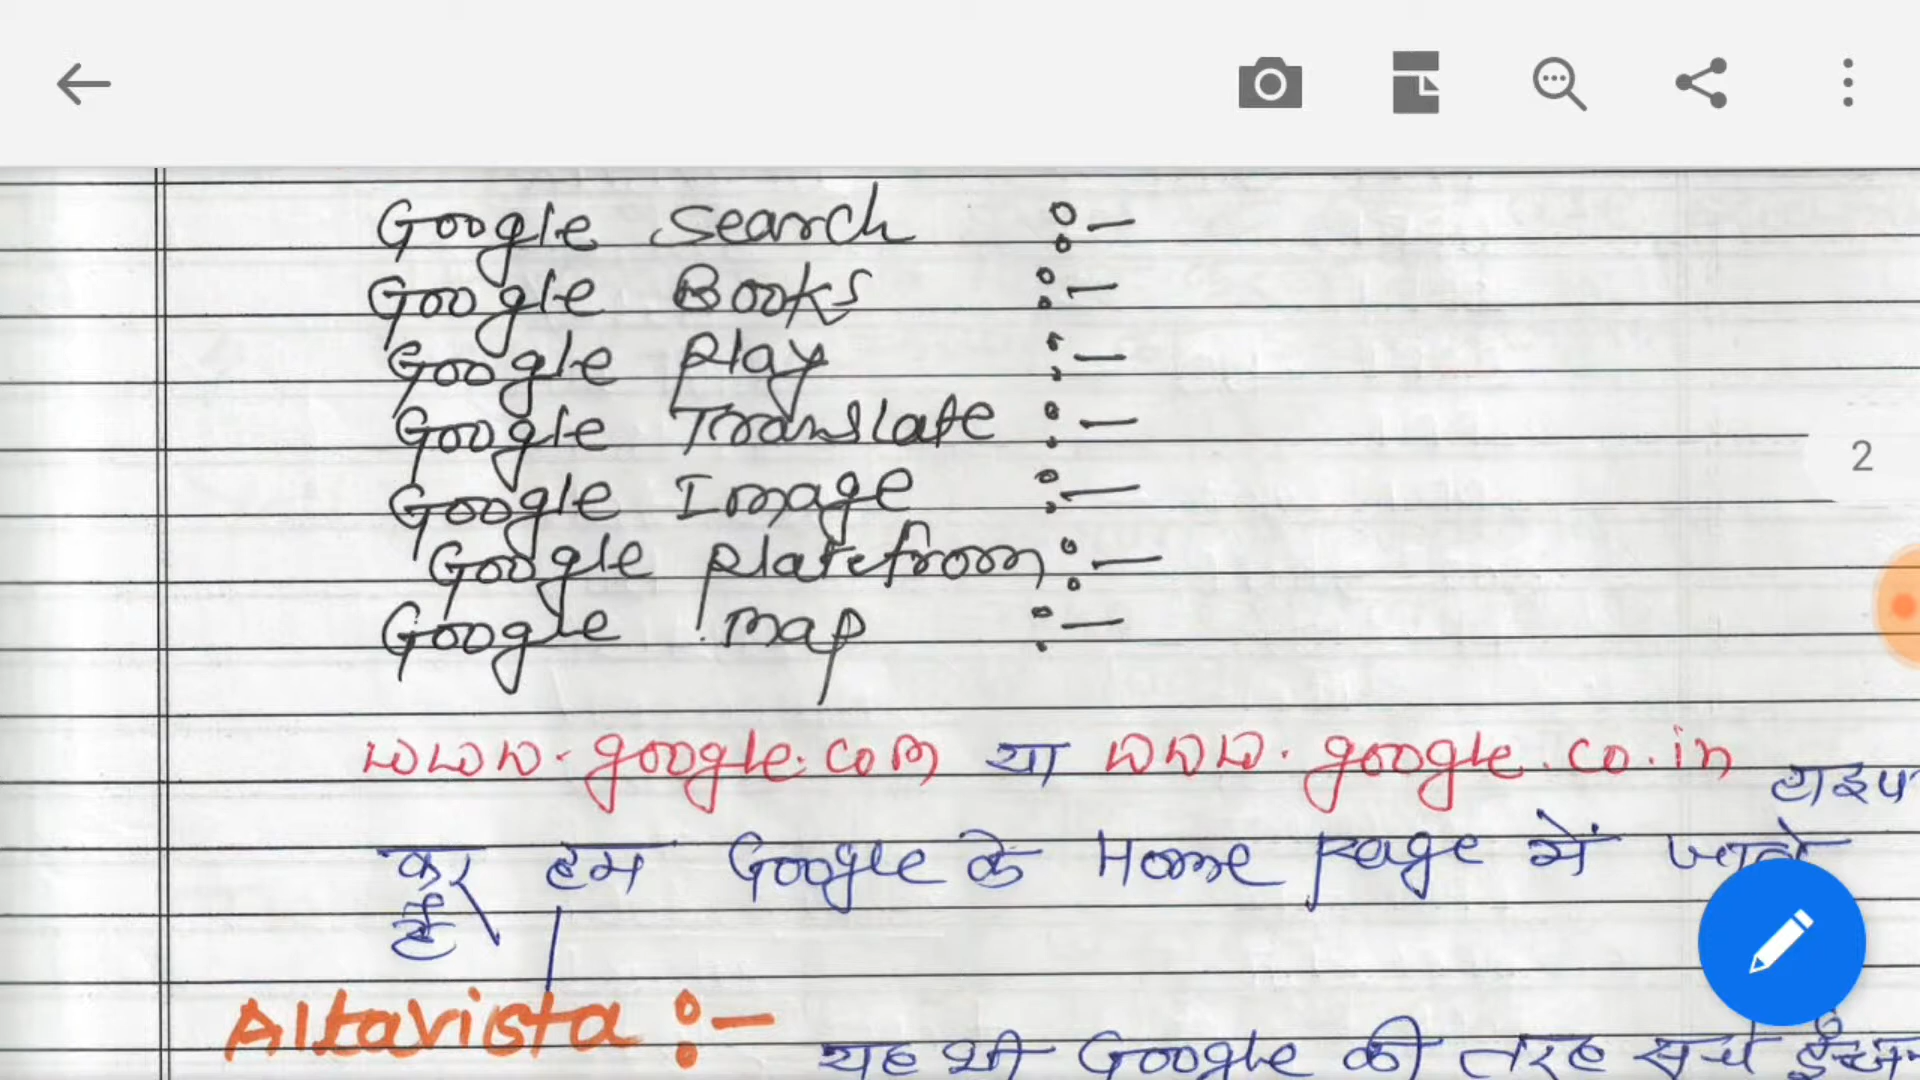 Google Search :-
Google Books :-
Google Play :-
Google Translate :-
Google Image :-
Google platefrom :-
Google map :-
2
www.google.com या www.google.co.in टाइप
कर हम Google के Home Page में जाते
हैं |
Altavista :-
यह भी Google की तरह सर्च